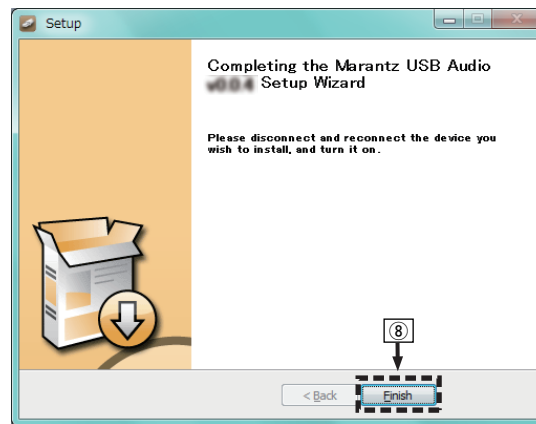 Setup
Completing the Marantz USB Audio
Setup Wizard
Please disconnect and reconnect the device you
wish to install, and turn it on.
⑧
< Back
Finish